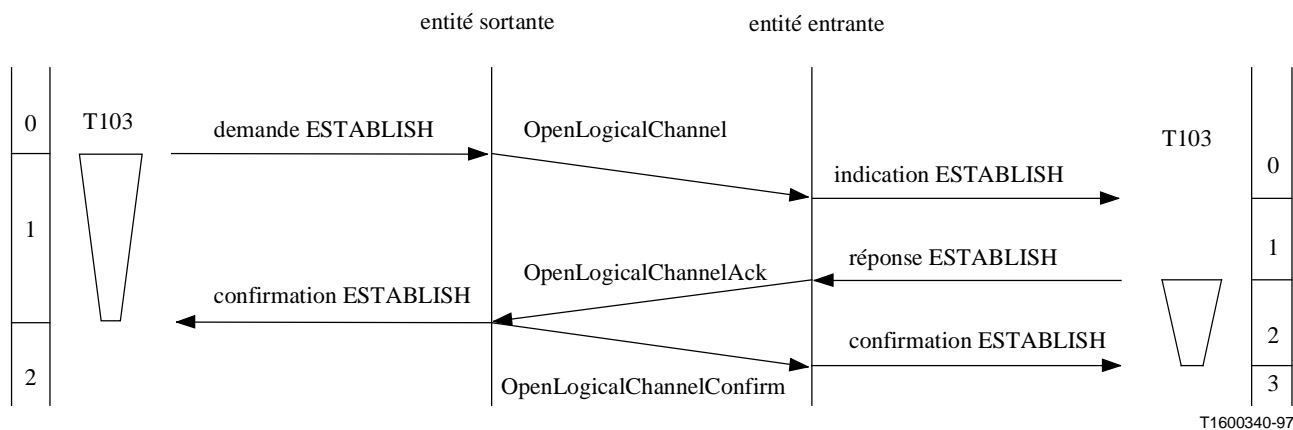 entité sortante
entité entrante
0
T103
demande ESTABLISH
OpenLogicalChannel
T103
0
indication ESTABLISH
1
1
réponse ESTABLISH
OpenLogicalChannelAck
confirmation ESTABLISH
2
confirmation ESTABLISH
2
OpenLogicalChannelConfirm
3
T1600340-97